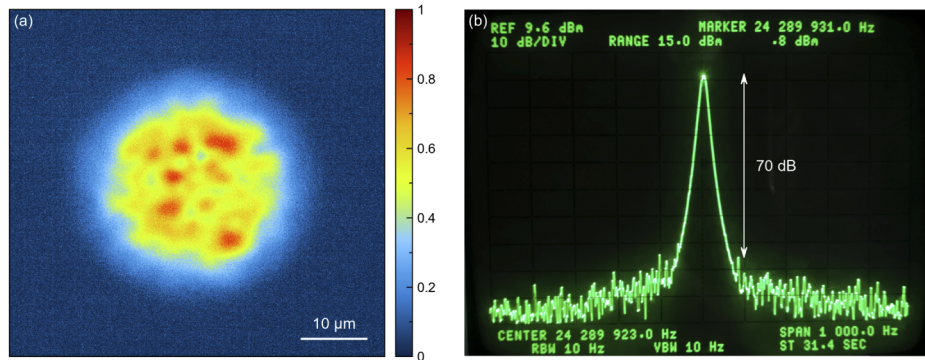 (a)
1
0.8
0.6
0.4
0.2
0
10 µm
(b)
REF 9.6 dBm MARKER 24 289 931.0 Hz
10 dB/DIV RANGE 15.0 dBm .8 dBm
70 dB
CENTER 24 289 923.0 Hz SPAN 1 000.0 Hz
RBW 10 Hz VBW 10 Hz ST 31.4 SEC